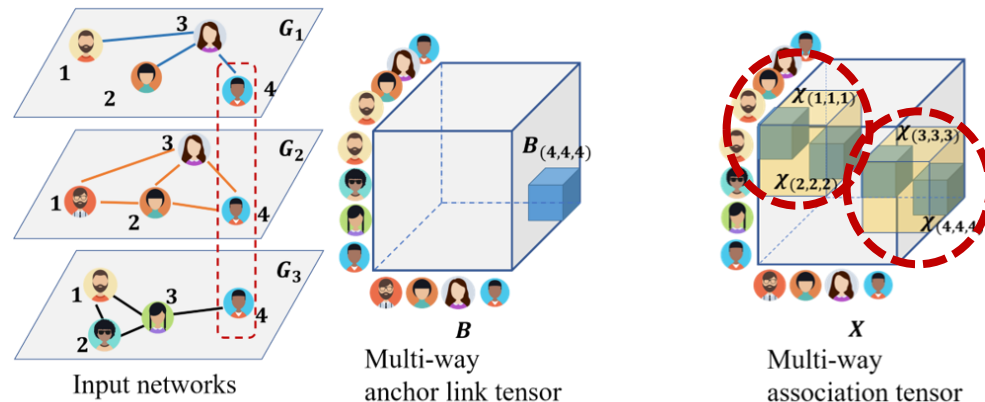 G₁
3
1
2
4
G₂
3
1
2
4
G₃
1
3
2
4
Input networks
B₍₄,₄,₄₎
B
Multi-way
anchor link tensor
χ₍₁,₁,₁₎
χ₍₂,₂,₂₎
χ₍₃,₃,₃₎
χ₍₄,₄,₄
X
Multi-way
association tensor